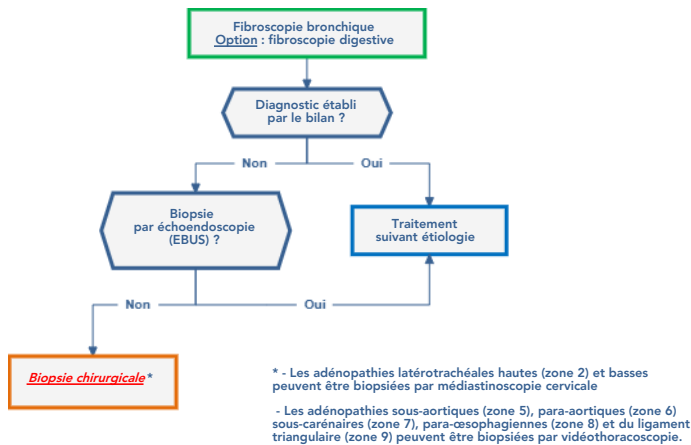 Fibroscopie bronchique
Option : fibroscopie digestive
Diagnostic établi
par le bilan ?
Non
Oui
Biopsie
par échoendoscopie
(EBUS) ?
Traitement
suivant étiologie
Non
Oui
Biopsie chirurgicale*
* - Les adénopathies latérotrachéales hautes (zone 2) et basses
peuvent être biopsiées par médiastinoscopie cervicale
- Les adénopathies sous-aortiques (zone 5), para-aortiques (zone 6)
sous-carénaires (zone 7), para-œsophagiennes (zone 8) et du ligament
triangulaire (zone 9) peuvent être biopsiées par vidéothoracoscopie.